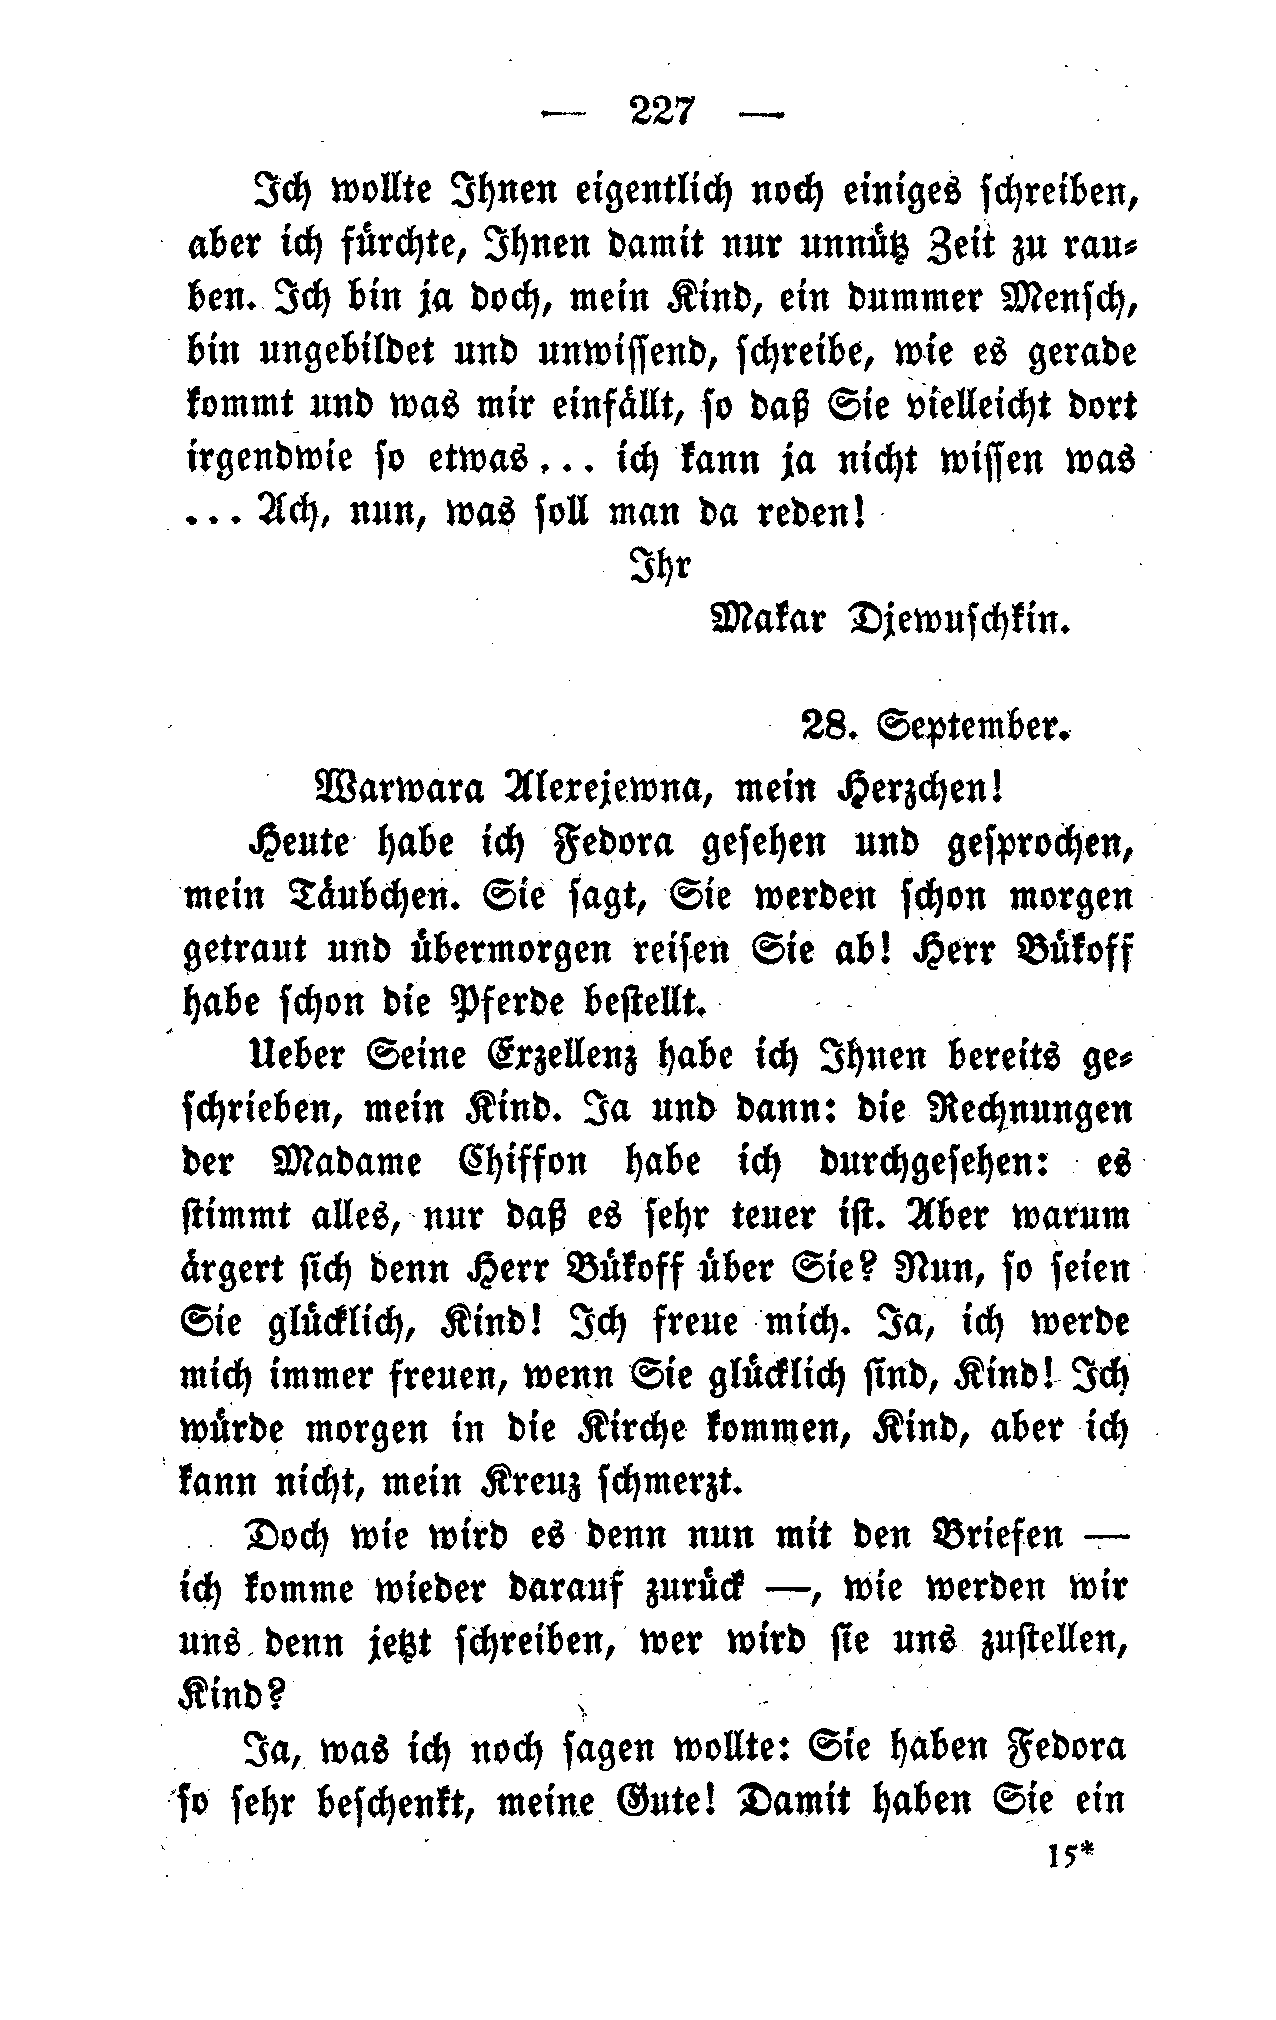 — 227 —
Ich wollte Ihnen eigentlich noch einiges schreiben,
aber ich fürchte, Ihnen damit nur unnütz Zeit zu rau-
ben. Ich bin ja doch, mein Kind, ein dummer Mensch,
bin ungebildet und unwissend, schreibe, wie es gerade
kommt und was mir einfällt, so daß Sie vielleicht dort
irgendwie so etwas... ich kann ja nicht wissen was
... Ach, nun, was soll man da reden!
Ihr
Makar Djewuschkin.
28. September.
Warwara Alexejewna, mein Herzchen!
Heute habe ich Fedora gesehen und gesprochen,
mein Täubchen. Sie sagt, Sie werden schon morgen
getraut und übermorgen reisen Sie ab! Herr Bükoff
habe schon die Pferde bestellt.
Ueber Seine Exzellenz habe ich Ihnen bereits ge-
schrieben, mein Kind. Ja und dann: die Rechnungen
der Madame Chiffon habe ich durchgesehen: es
stimmt alles, nur daß es sehr teuer ist. Aber warum
ärgert sich denn Herr Bükoff über Sie? Nun, so seien
Sie glücklich, Kind! Ich freue mich. Ja, ich werde
mich immer freuen, wenn Sie glücklich sind, Kind! Ich
würde morgen in die Kirche kommen, Kind, aber ich
kann nicht, mein Kreuz schmerzt.
Doch wie wird es denn nun mit den Briefen —
ich komme wieder darauf zurück —, wie werden wir
uns denn jetzt schreiben, wer wird sie uns zustellen,
Kind?
Ja, was ich noch sagen wollte: Sie haben Fedora
so sehr beschenkt, meine Gute! Damit haben Sie ein
15*